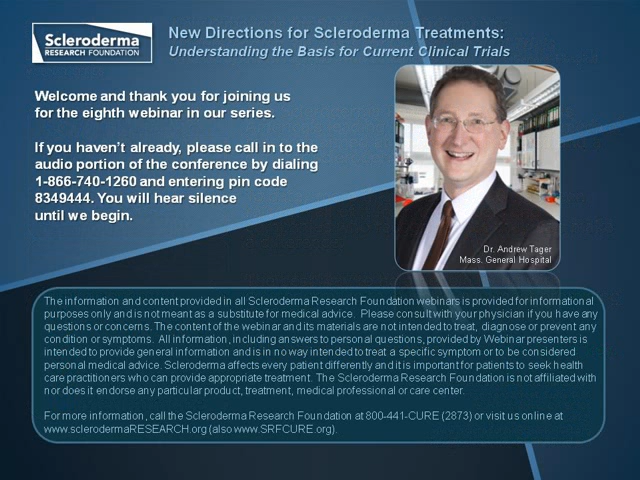 Scleroderma
RESEARCH FOUNDATION
New Directions for Scleroderma Treatments:
Understanding the Basis for Current Clinical Trials
Welcome and thank you for joining us
for the eighth webinar in our series.
If you haven't already, please call in to the
audio portion of the conference by dialing
1-866-740-1260 and entering pin code
8349444. You will hear silence
until we begin.
Dr. Andrew Tager
Mass. General Hospital
The information and content provided in all Scleroderma Research Foundation webinars is provided for informational
purposes only and is not meant as a substitute for medical advice. Please consult with your physician if you have any
questions or concerns. The content of the webinar and its materials are not intended to treat, diagnose or prevent any
condition or symptoms. All information, including answers to personal questions, provided by Webinar presenters is
intended to provide general information and is in no way intended to treat a specific symptom or to be considered
personal medical advice. Scleroderma affects every patient differently and it is important for patients to seek health
care practitioners who can provide appropriate treatment. The Scleroderma Research Foundation is not affiliated with
nor does it endorse any particular product, treatment, medical professional or care center.
For more information, call the Scleroderma Research Foundation at 800-441-CURE (2873) or visit us online at
www.sclerodermaRESEARCH.org (also www.SRFCURE.org).